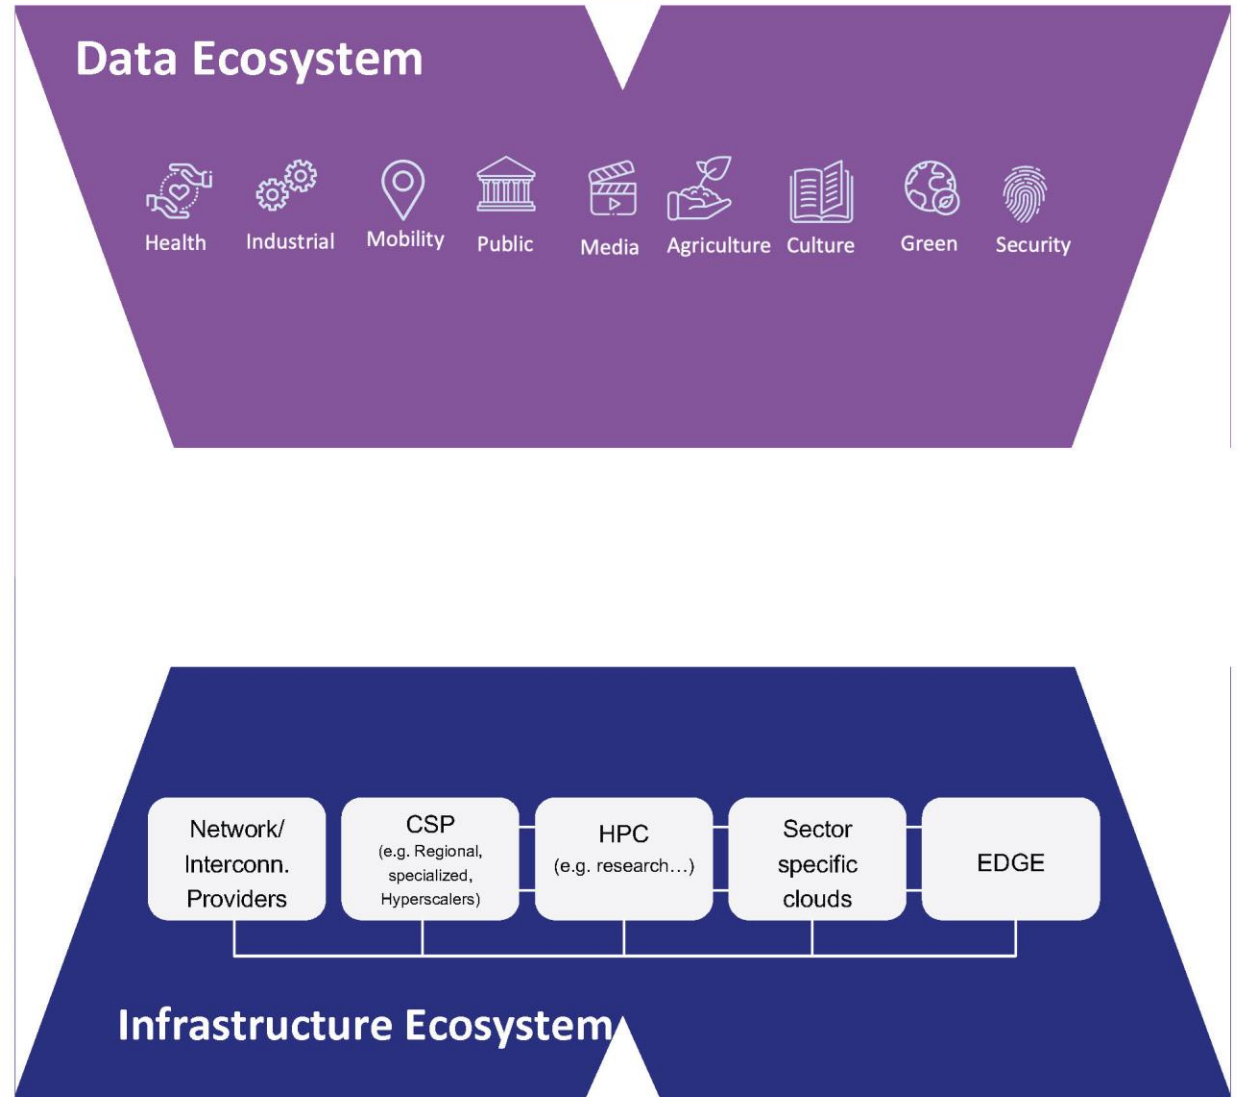 Data Ecosystem
Health
Industrial
Mobility
Public
Media
Agriculture
Culture
Green
Security
Network/
Interconn.
Providers
CSP
(e.g. Regional,
specialized,
Hyperscalers)
HPC
(e.g. research...)
Sector
specific
clouds
EDGE
Infrastructure Ecosystem